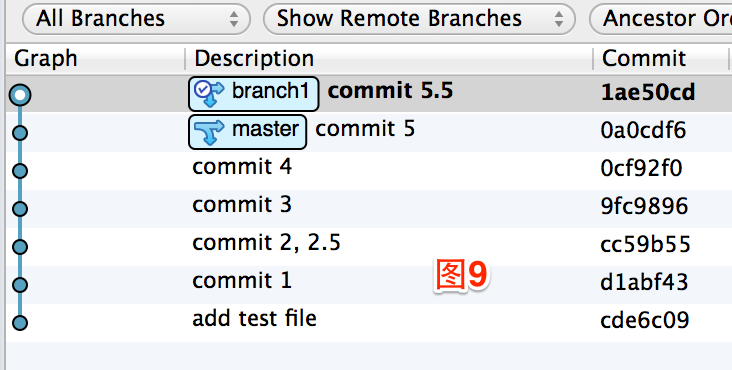 All Branches Show Remote Branches Ancestor Ord
Graph Description Commit
branch1 commit 5.5 1ae50cd
master commit 5 0a0cdf6
commit 4 0cf92f0
commit 3 9fc9896
commit 2, 2.5 cc59b55
commit 1 d1abf43
图9
add test file cde6c09